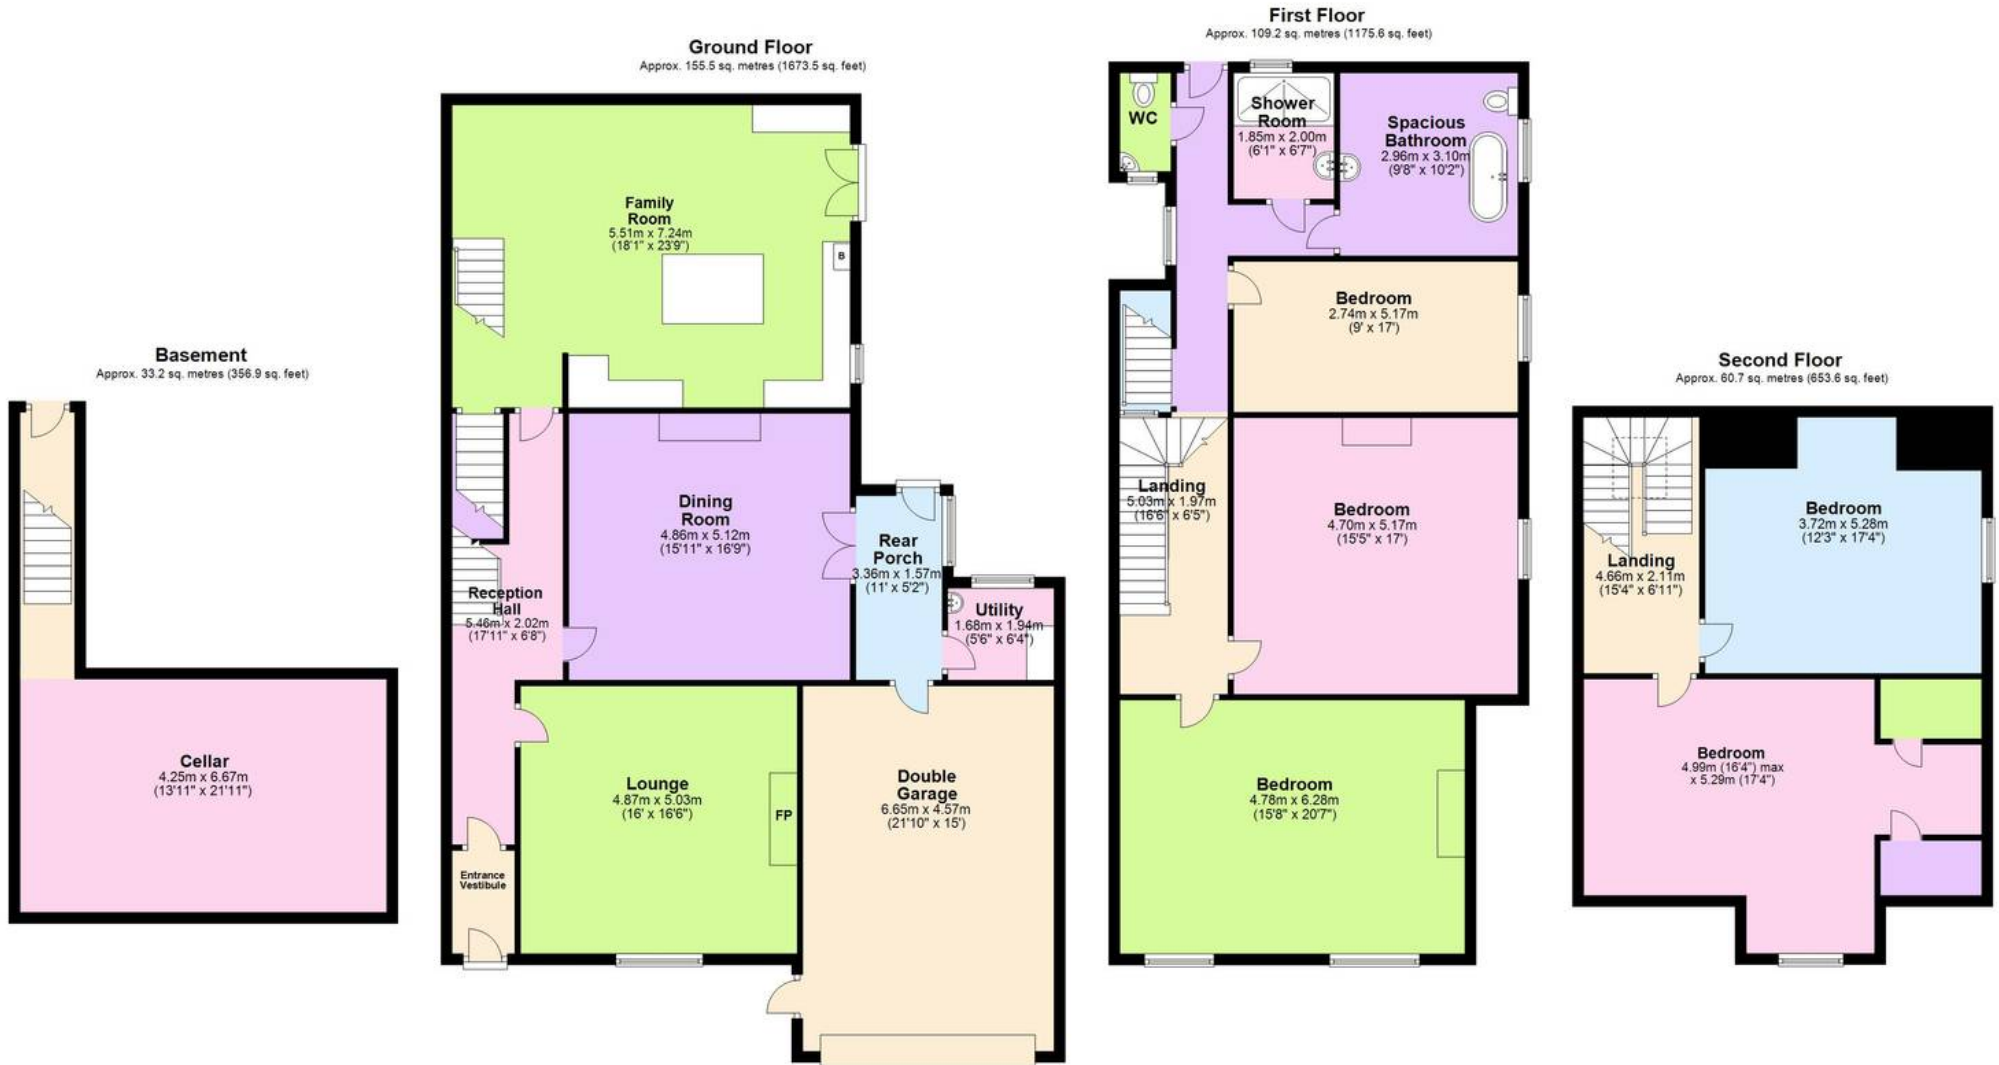 Basement
Approx. 33.2 sq. metres (356.9 sq. feet)
Cellar
4.25m x 6.67m
(13'11" x 21'11")
Ground Floor
Approx. 155.5 sq. metres (1673.5 sq. feet)
Family
Room
5.51m x 7.24m
(18'1" x 23'9")
B
Dining
Room
4.86m x 5.12m
(15'11" x 16'9")
Rear
Porch
3.36m x 1.57m
(11' x 5'2")
Reception
Hall
5.46m x 2.02m
(17'11" x 6'8")
Utility
1.68m x 1.94m
(5'6" x 6'4")
Lounge
4.87m x 5.03m
(16' x 16'6")
FP
Double
Garage
6.65m x 4.57m
(21'10" x 15')
Entrance
Vestibule
First Floor
Approx. 109.2 sq. metres (1175.6 sq. feet)
WC
Shower
Room
1.85m x 2.00m
(6'1" x 6'7")
Spacious
Bathroom
2.96m x 3.10m
(9'8" x 10'2")
Bedroom
2.74m x 5.17m
(9' x 17')
Landing
5.03m x 1.97m
(16'6" x 6'5")
Bedroom
4.70m x 5.17m
(15'5" x 17')
Bedroom
4.78m x 6.28m
(15'8" x 20'7")
Second Floor
Approx. 60.7 sq. metres (653.6 sq. feet)
Bedroom
3.72m x 5.28m
(12'3" x 17'4")
Landing
4.66m x 2.11m
(15'4" x 6'11")
Bedroom
4.99m (16'4") max
x 5.29m (17'4")